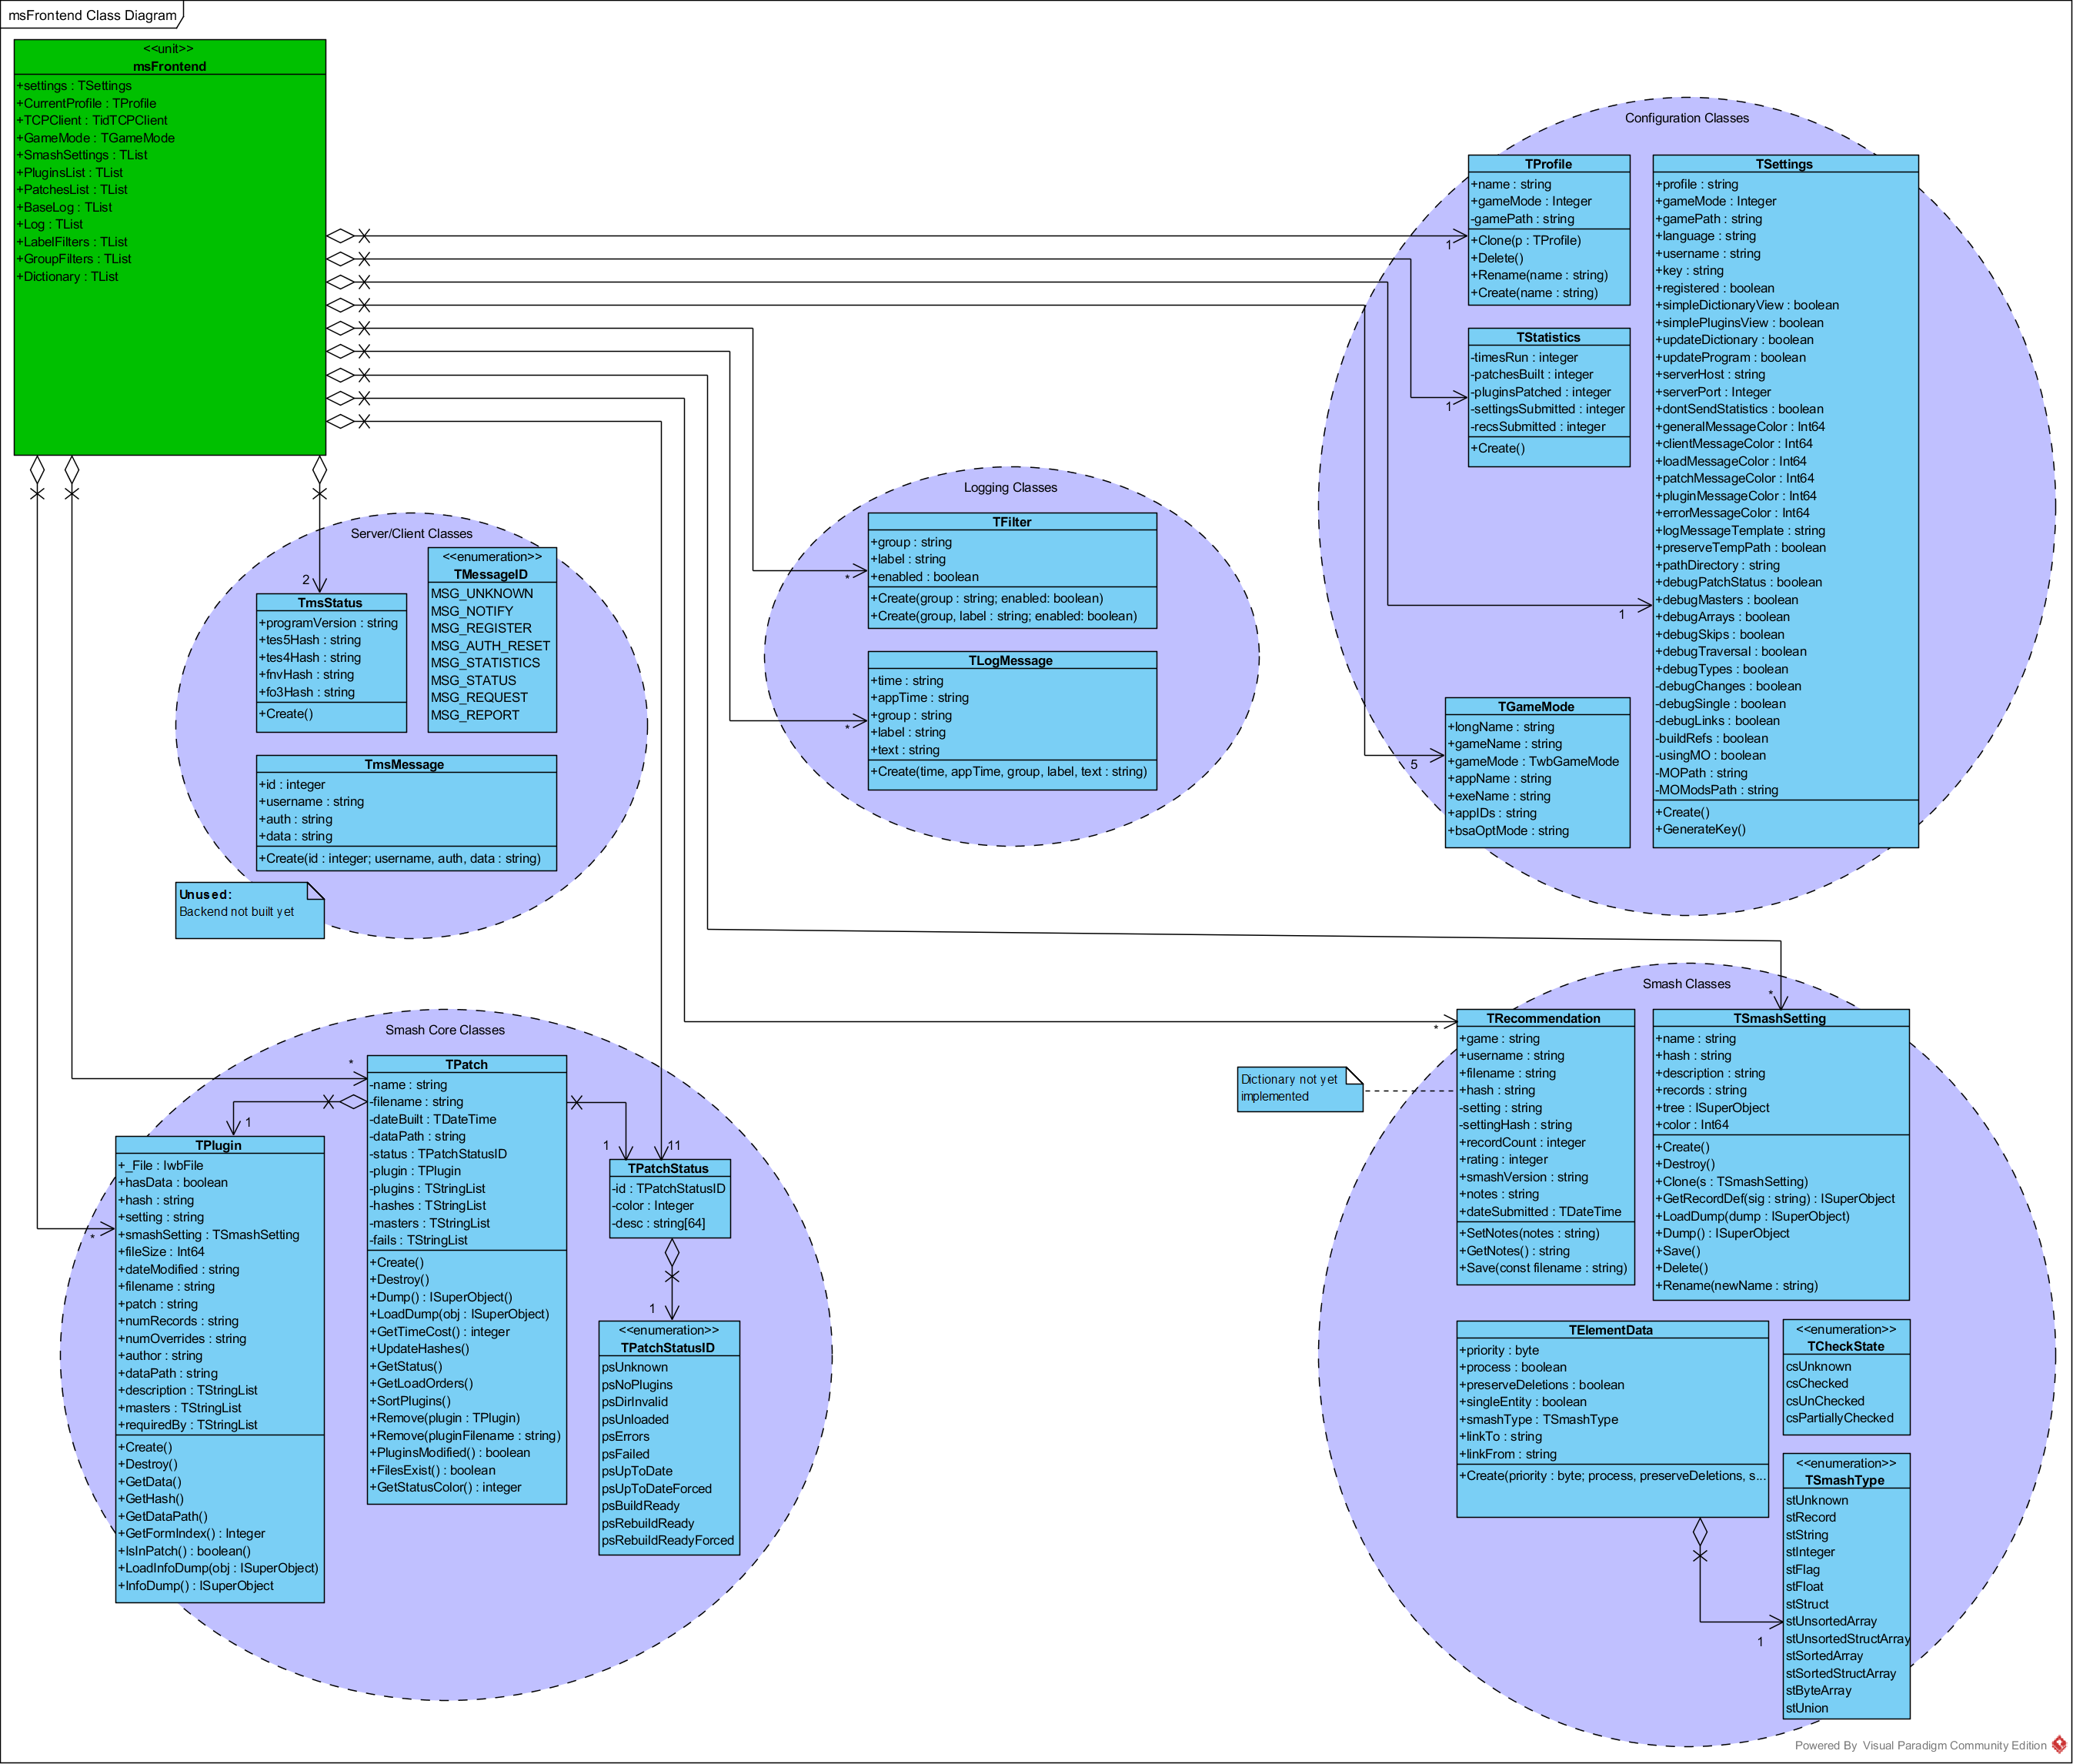 msFrontend Class Diagram
<<unit>>
msFrontend
+settings : TSettings
+CurrentProfile : TProfile
+TCPClient : TidTCPClient
+GameMode : TGameMode
+SmashSettings : TList
+PluginsList : TList
+PatchesList : TList
+BaseLog : TList
+Log : TList
+LabelFilters : TList
+GroupFilters : TList
+Dictionary : TList
Configuration Classes
TProfile
+name : string
+gameMode : Integer
-gamePath : string
+Clone(p : TProfile)
+Delete()
+Rename(name : string)
+Create(name : string)
1
TStatistics
-timesRun : integer
-patchesBuilt : integer
-pluginsPatched : integer
-settingsSubmitted : integer
-recsSubmitted : integer
+Create()
1
TSettings
+profile : string
+gameMode : Integer
+gamePath : string
+language : string
+username : string
+key : string
+registered : boolean
+simpleDictionaryView : boolean
+simplePluginsView : boolean
+updateDictionary : boolean
+updateProgram : boolean
+serverHost : string
+serverPort : Integer
+dontSendStatistics : boolean
+generalMessageColor : Int64
+clientMessageColor : Int64
+loadMessageColor : Int64
+patchMessageColor : Int64
+pluginMessageColor : Int64
+errorMessageColor : Int64
+logMessageTemplate : string
+preserveTempPath : boolean
+pathDirectory : string
+debugPatchStatus : boolean
+debugMasters : boolean
+debugArrays : boolean
+debugSkips : boolean
+debugTraversal : boolean
+debugTypes : boolean
-debugChanges : boolean
-debugSingle : boolean
-debugLinks : boolean
-buildRefs : boolean
-usingMO : boolean
-MOPath : string
-MOModsPath : string
+Create()
+GenerateKey()
1
TGameMode
+longName : string
+gameName : string
+gameMode : TwbGameMode
+appName : string
+exeName : string
+appIDs : string
+bsaOptMode : string
5
Logging Classes
TFilter
+group : string
+label : string
+enabled : boolean
+Create(group : string; enabled: boolean)
+Create(group, label : string; enabled: boolean)
*
TLogMessage
+time : string
+appTime : string
+group : string
+label : string
+text : string
+Create(time, appTime, group, label, text : string)
*
Server/Client Classes
2
TmsStatus
+programVersion : string
+tes5Hash : string
+tes4Hash : string
+fnvHash : string
+fo3Hash : string
+Create()
<<enumeration>>
TMessageID
MSG_UNKNOWN
MSG_NOTIFY
MSG_REGISTER
MSG_AUTH_RESET
MSG_STATISTICS
MSG_STATUS
MSG_REQUEST
MSG_REPORT
TmsMessage
+id : integer
+username : string
+auth : string
+data : string
+Create(id : integer; username, auth, data : string)
Unused:
Backend not built yet
Smash Core Classes
*
TPatch
-name : string
-filename : string
-dateBuilt : TDateTime
-dataPath : string
-status : TPatchStatusID
-plugin : TPlugin
-plugins : TStringList
-hashes : TStringList
-masters : TStringList
-fails : TStringList
+Create()
+Destroy()
+Dump() : ISuperObject()
+LoadDump(obj : ISuperObject)
+GetTimeCost() : integer
+UpdateHashes()
+GetStatus()
+GetLoadOrders()
+SortPlugins()
+Remove(plugin : TPlugin)
+Remove(pluginFilename : string)
+PluginsModified() : boolean
+FilesExist() : boolean
+GetStatusColor() : integer
1
TPlugin
+_File : IwbFile
+hasData : boolean
+hash : string
+setting : string
+smashSetting : TSmashSetting
+fileSize : Int64
+dateModified : string
+filename : string
+patch : string
+numRecords : string
+numOverrides : string
+author : string
+dataPath : string
+description : TStringList
+masters : TStringList
+requiredBy : TStringList
+Create()
+Destroy()
+GetData()
+GetHash()
+GetDataPath()
+GetFormIndex() : Integer
+IsInPatch() : boolean()
+LoadInfoDump(obj : ISuperObject)
+InfoDump() : ISuperObject
*
1
11
TPatchStatus
-id : TPatchStatusID
-color : Integer
-desc : string[64]
1
<<enumeration>>
TPatchStatusID
psUnknown
psNoPlugins
psDirInvalid
psUnloaded
psErrors
psFailed
psUpToDate
psUpToDateForced
psBuildReady
psRebuildReady
psRebuildReadyForced
Smash Classes
*
TRecommendation
+game : string
+username : string
+filename : string
+hash : string
-setting : string
-settingHash : string
+recordCount : integer
+rating : integer
+smashVersion : string
+notes : string
+dateSubmitted : TDateTime
+SetNotes(notes : string)
+GetNotes() : string
+Save(const filename : string)
Dictionary not yet
implemented
*
TSmashSetting
+name : string
+hash : string
+description : string
+records : string
+tree : ISuperObject
+color : Int64
+Create()
+Destroy()
+Clone(s : TSmashSetting)
+GetRecordDef(sig : string) : ISuperObject
+LoadDump(dump : ISuperObject)
+Dump() : ISuperObject
+Save()
+Delete()
+Rename(newName : string)
TElementData
+priority : byte
+process : boolean
+preserveDeletions : boolean
+singleEntity : boolean
+smashType : TSmashType
+linkTo : string
+linkFrom : string
+Create(priority : byte; process, preserveDeletions, s...
<<enumeration>>
TCheckState
csUnknown
csChecked
csUnChecked
csPartiallyChecked
<<enumeration>>
TSmashType
stUnknown
stRecord
stString
stInteger
stFlag
stFloat
stStruct
stUnsortedArray
stUnsortedStructArray
stSortedArray
stSortedStructArray
stByteArray
stUnion
1
Powered By Visual Paradigm Community Edition